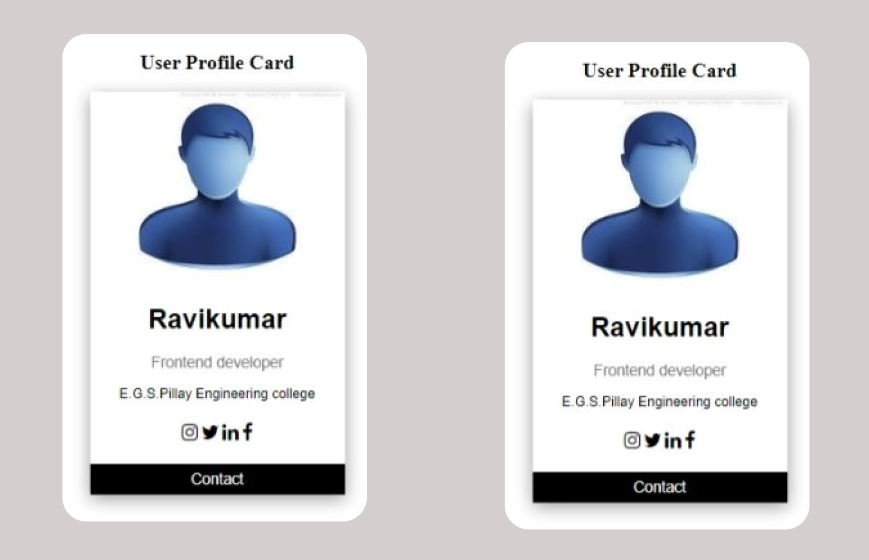 User Profile Card
Ravikumar
Frontend developer
E.G.S.Pillay Engineering college
Contact
User Profile Card
Ravikumar
Frontend developer
E.G.S.Pillay Engineering college
Contact